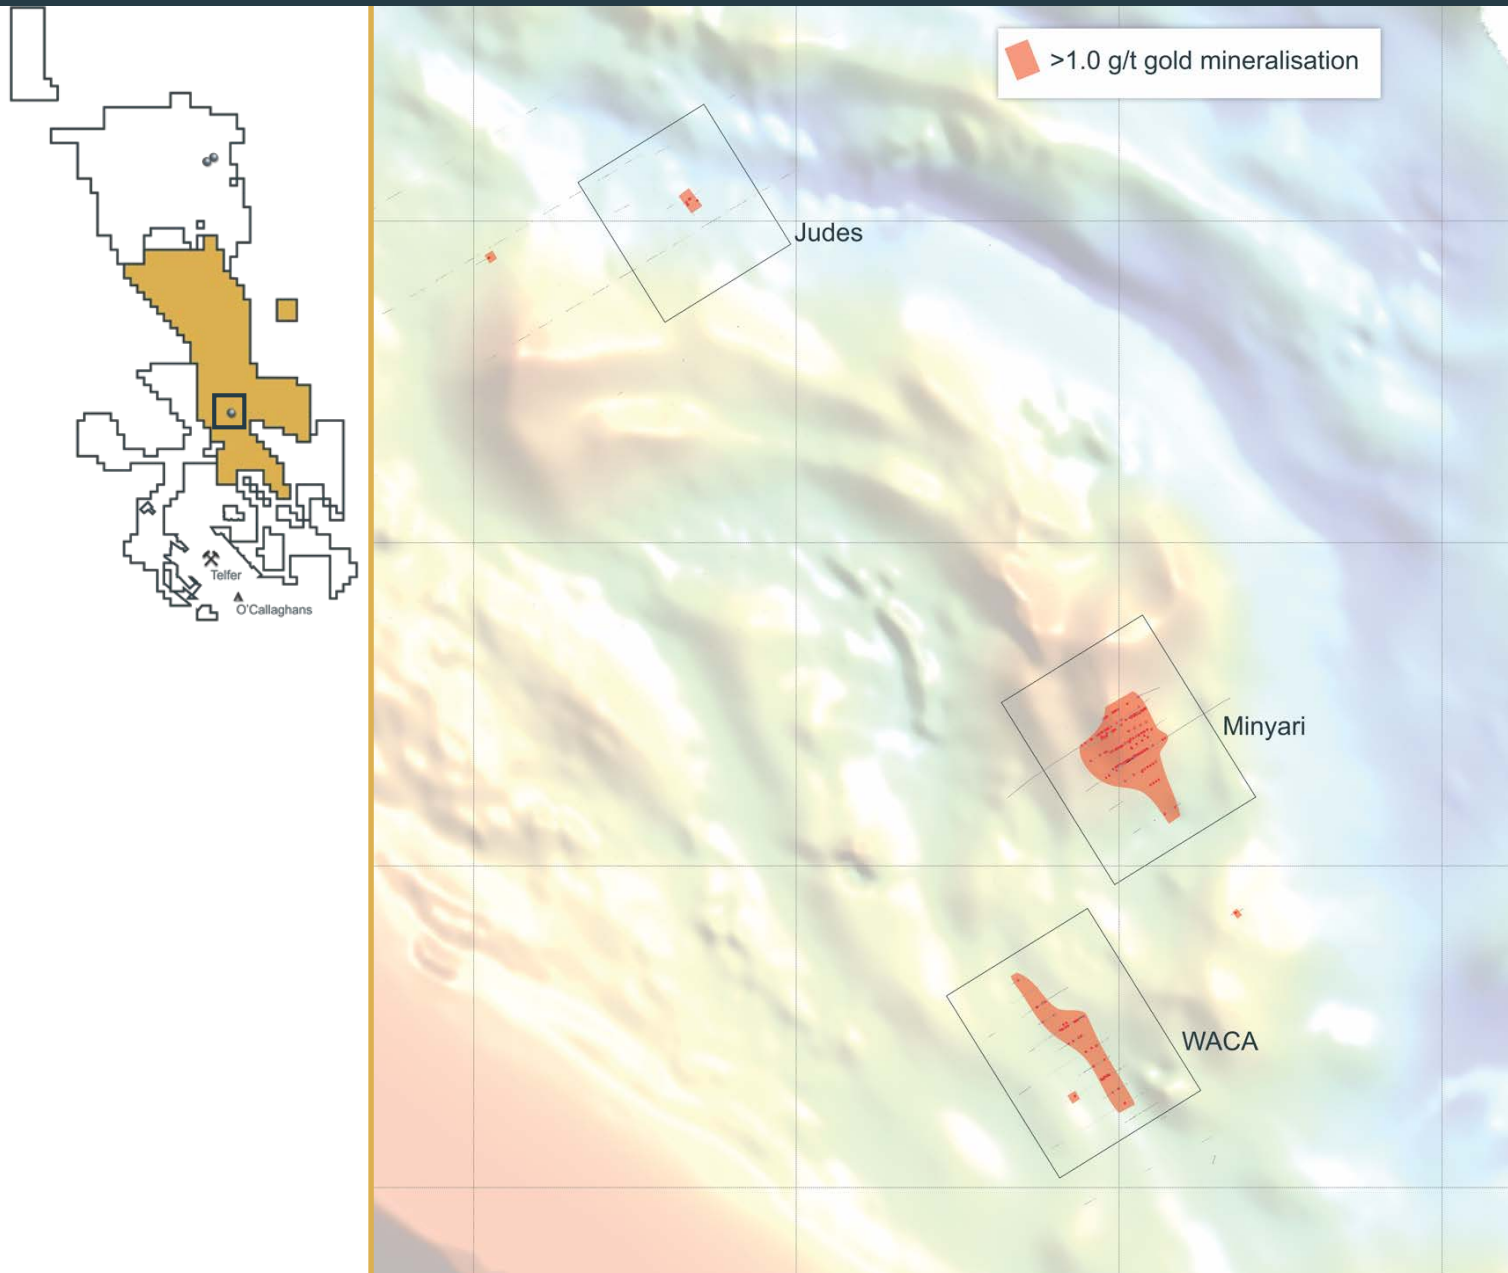 >1.0 g/t gold mineralisation
Judes
Telfer
O'Callaghans
Minyari
WACA